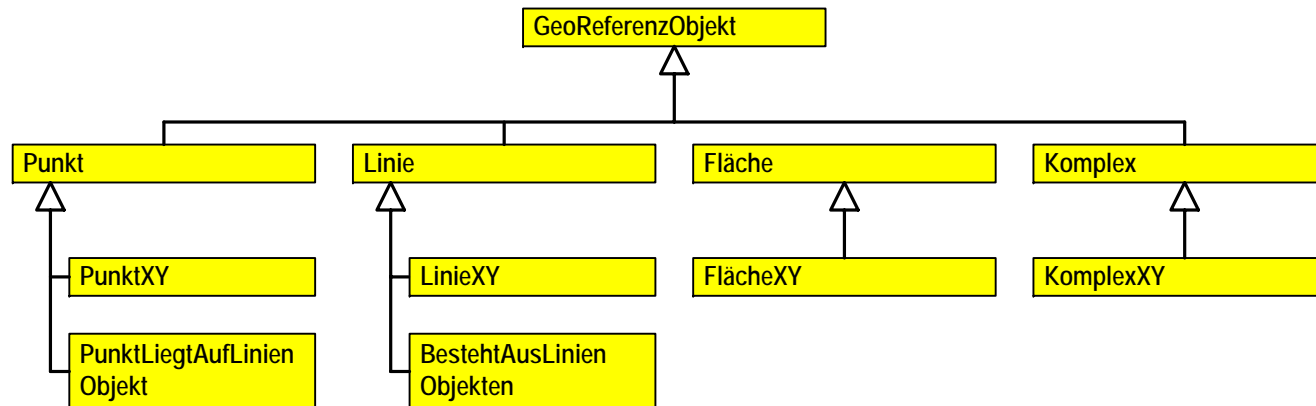 GeoReferenzObjekt
Punkt
Linie
Fläche
Komplex
PunktXY
LinieXY
FlächeXY
KomplexXY
PunktLiegtAufLinien
Objekt
BestehtAusLinien
Objekten